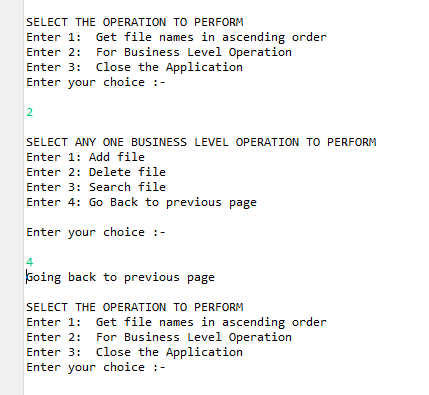 SELECT THE OPERATION TO PERFORM
Enter 1:  Get file names in ascending order
Enter 2:  For Business Level Operation
Enter 3:  Close the Application
Enter your choice :-
2
SELECT ANY ONE BUSINESS LEVEL OPERATION TO PERFORM
Enter 1: Add file
Enter 2: Delete file
Enter 3: Search file
Enter 4: Go Back to previous page
Enter your choice :-
4
Going back to previous page
SELECT THE OPERATION TO PERFORM
Enter 1:  Get file names in ascending order
Enter 2:  For Business Level Operation
Enter 3:  Close the Application
Enter your choice :-